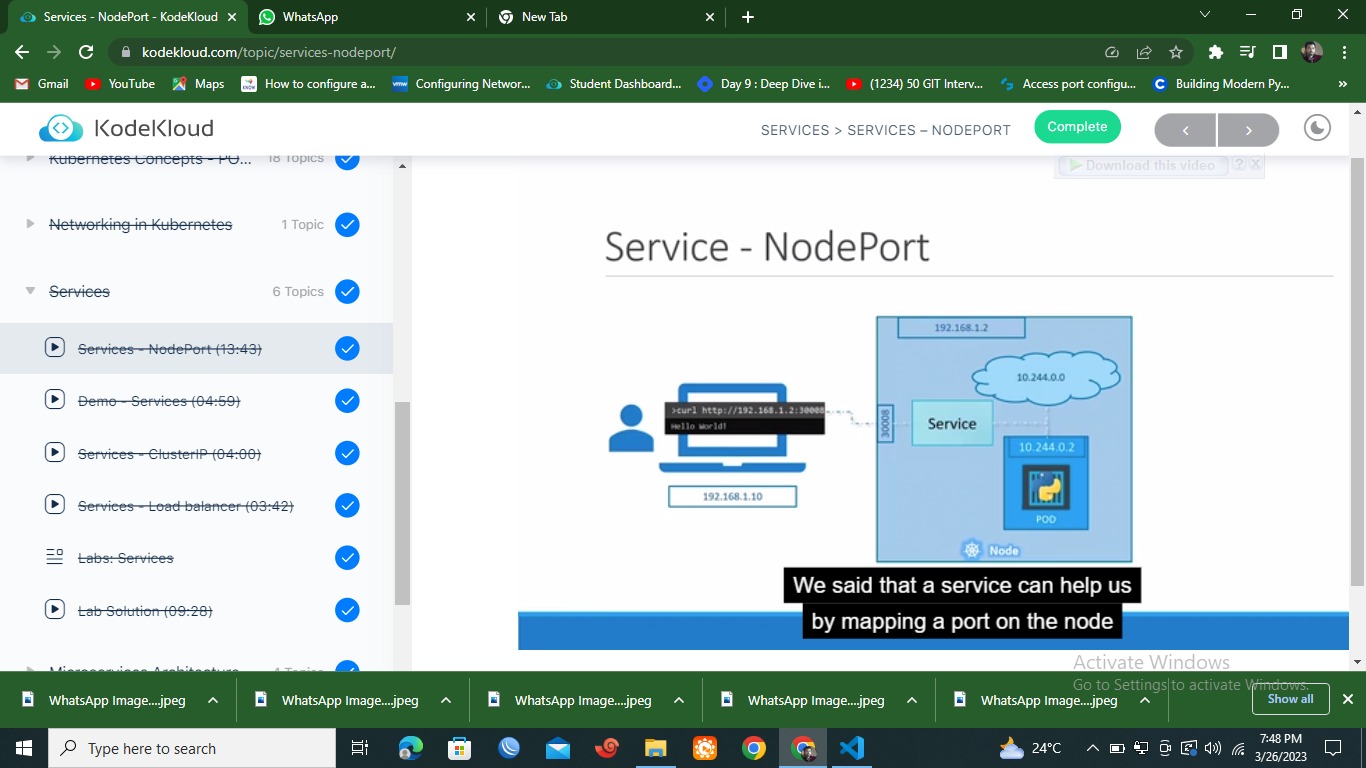 Services - NodePort - KodeKloud
WhatsApp
New Tab
kodekloud.com/topic/services-nodeport/
Gmail
YouTube
Maps
How to configure a...
Configuring Networ...
Student Dashboard...
Day 9 : Deep Dive i...
(1234) 50 GIT Interv...
Access port configu...
Building Modern Py...
»
KodeKloud
SERVICES > SERVICES – NODEPORT
Complete
Kubernetes Concepts - PO...
18 Topics
Download this video
? X
Networking in Kubernetes
1 Topic
Services
6 Topics
Services - NodePort (13:43)
Demo - Services (04:59)
Services - ClusterIP (04:00)
Services - Load balancer (03:42)
Labs: Services
Lab Solution (09:28)
Microservices Architecture
4 Topics
Service - NodePort
192.168.1.2
10.244.0.0
>curl http://192.168.1.2:30008
Hello World!
30008
Service
10.244.0.2
192.168.1.10
POD
Node
We said that a service can help us
by mapping a port on the node
Activate Windows
Go to Settings to activate Windows.
WhatsApp Image....jpeg
WhatsApp Image....jpeg
WhatsApp Image....jpeg
WhatsApp Image....jpeg
WhatsApp Image....jpeg
Show all
Type here to search
24°C
7:48 PM
3/26/2023